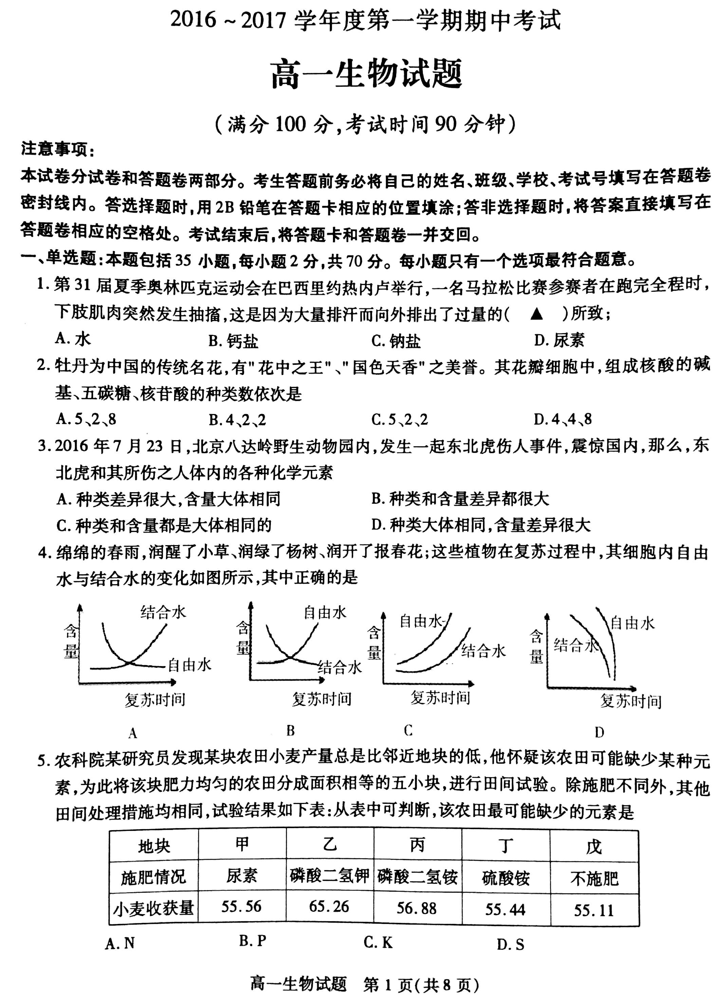 2016～2017 学年度第一学期期中考试
高一生物试题
(满分 100 分,考试时间 90 分钟)
注意事项:
本试卷分试卷和答题卷两部分。考生答题前务必将自己的姓名、班级、学校、考试号填写在答题卷
密封线内。答选择题时,用 2B 铅笔在答题卡相应的位置填涂;答非选择题时,将答案直接填写在
答题卷相应的空格处。考试结束后,将答题卡和答题卷一并交回。
一、单选题:本题包括 35 小题,每小题 2 分,共 70 分。每小题只有一个选项最符合题意。
1. 第 31 届夏季奥林匹克运动会在巴西里约热内卢举行,一名马拉松比赛参赛者在跑完全程时,
下肢肌肉突然发生抽搐,这是因为大量排汗而向外排出了过量的( ▲ )所致;
A. 水 B. 钙盐 C. 钠盐 D. 尿素
2. 牡丹为中国的传统名花,有"花中之王"、"国色天香"之美誉。其花瓣细胞中,组成核酸的碱
基、五碳糖、核苷酸的种类数依次是
A. 5、2、8 B. 4、2、2 C. 5、2、2 D. 4、4、8
3. 2016 年 7 月 23 日,北京八达岭野生动物园内,发生一起东北虎伤人事件,震惊国内,那么,东
北虎和其所伤之人体内的各种化学元素
A. 种类差异很大,含量大体相同 B. 种类和含量差异都很大
C. 种类和含量都是大体相同的 D. 种类大体相同,含量差异很大
4. 绵绵的春雨,润醒了小草、润绿了杨树、润开了报春花;这些植物在复苏过程中,其细胞内自由
水与结合水的变化如图所示,其中正确的是
含量 结合水 自由水 复苏时间
A
含量 自由水 结合水 复苏时间
B
含量 自由水 结合水 复苏时间
C
含量 结合水 自由水 复苏时间
D
5. 农科院某研究员发现某块农田小麦产量总是比邻近地块的低,他怀疑该农田可能缺少某种元
素,为此将该块肥力均匀的农田分成面积相等的五小块,进行田间试验。除施肥不同外,其他
田间处理措施均相同,试验结果如下表:从表中可判断,该农田最可能缺少的元素是
地块 甲 乙 丙 丁 戊
施肥情况 尿素 磷酸二氢钾 磷酸二氢铵 硫酸铵 不施肥
小麦收获量 55.56 65.26 56.88 55.44 55.11
A. N B. P C. K D. S
高一生物试题 第 1 页(共 8 页)